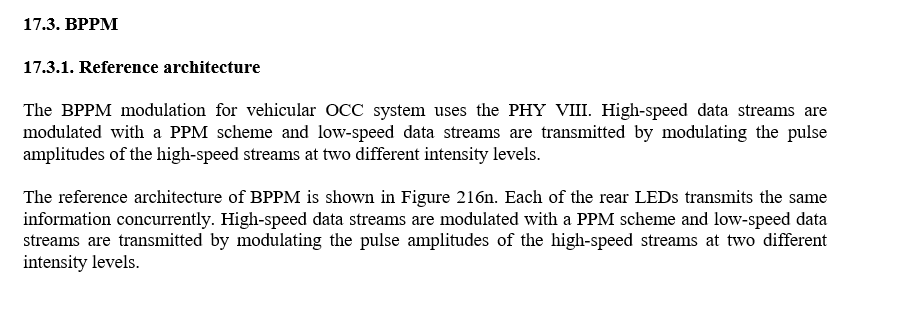 17.3. BPPM
17.3.1. Reference architecture
The BPPM modulation for vehicular OCC system uses the PHY VIII. High-speed data streams are
modulated with a PPM scheme and low-speed data streams are transmitted by modulating the pulse
amplitudes of the high-speed streams at two different intensity levels.
The reference architecture of BPPM is shown in Figure 216n. Each of the rear LEDs transmits the same
information concurrently. High-speed data streams are modulated with a PPM scheme and low-speed data
streams are transmitted by modulating the pulse amplitudes of the high-speed streams at two different
intensity levels.